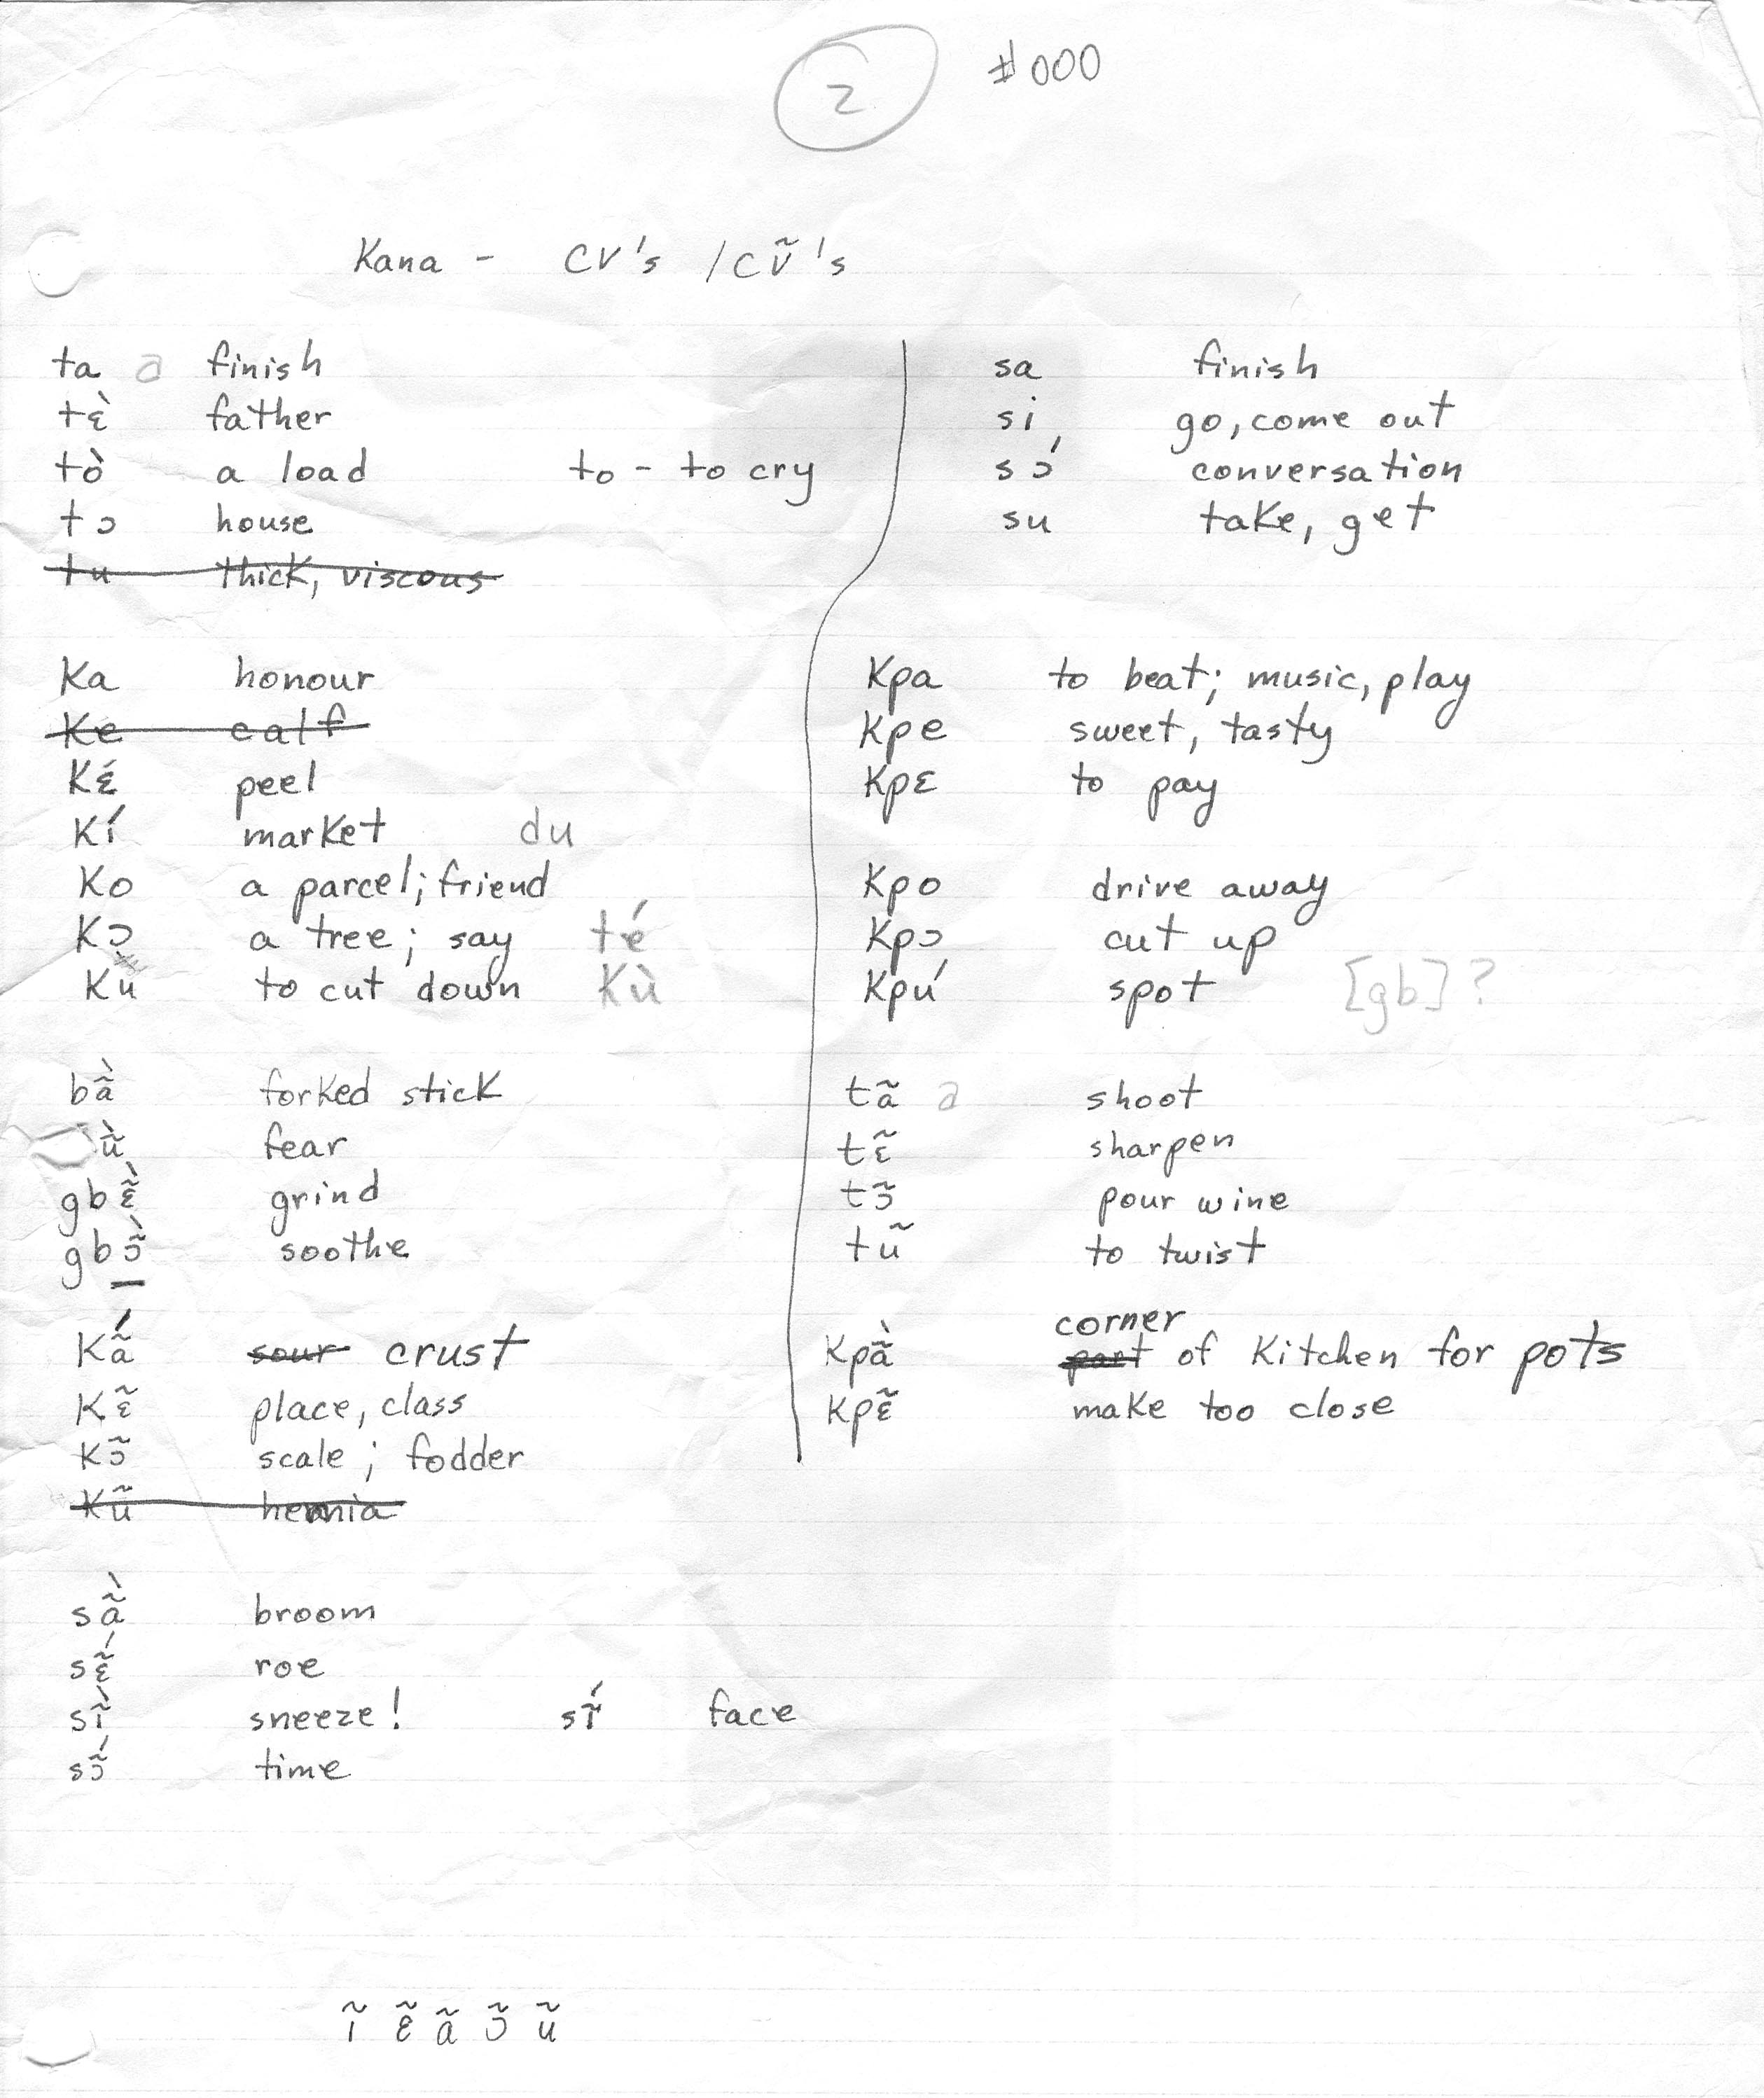 2 #000
Kana - CV's / CṼ's
ta a finish
tɛ̀ father
tò a load to - to cry
tɔ house
tu thick, viscous
sa finish
si go, come out
sɔ́ conversation
su take, get
Ka honour
Ke calf
Kɛ́ peel
Kí market du
Ko a parcel; friend
Kɔ a tree; say té
Kù to cut down Kù
Kpa to beat; music, play
Kpe sweet, tasty
Kpɛ to pay
Kpo drive away
Kpɔ cut up
Kpú spot [gb]?
bã̀ forked stick
ũ̀ fear
gbɛ̃̀ grind
gbɔ̃̀ soothe
tã a shoot
tɛ̃ sharpen
tɔ̃ pour wine
tũ to twist
Kã́ sour crust
Kɛ̃ place, class
Kɔ̃ scale; fodder
Kũ hernia
corner
Kpã̀ part of Kitchen for pots
Kpɛ̃ make too close
sã̀ broom
sɛ̃́ roe
sĩ́ sneeze! sĩ́ face
sɔ̃́ time
ĩ ɛ̃ ã ɔ̃ ũ